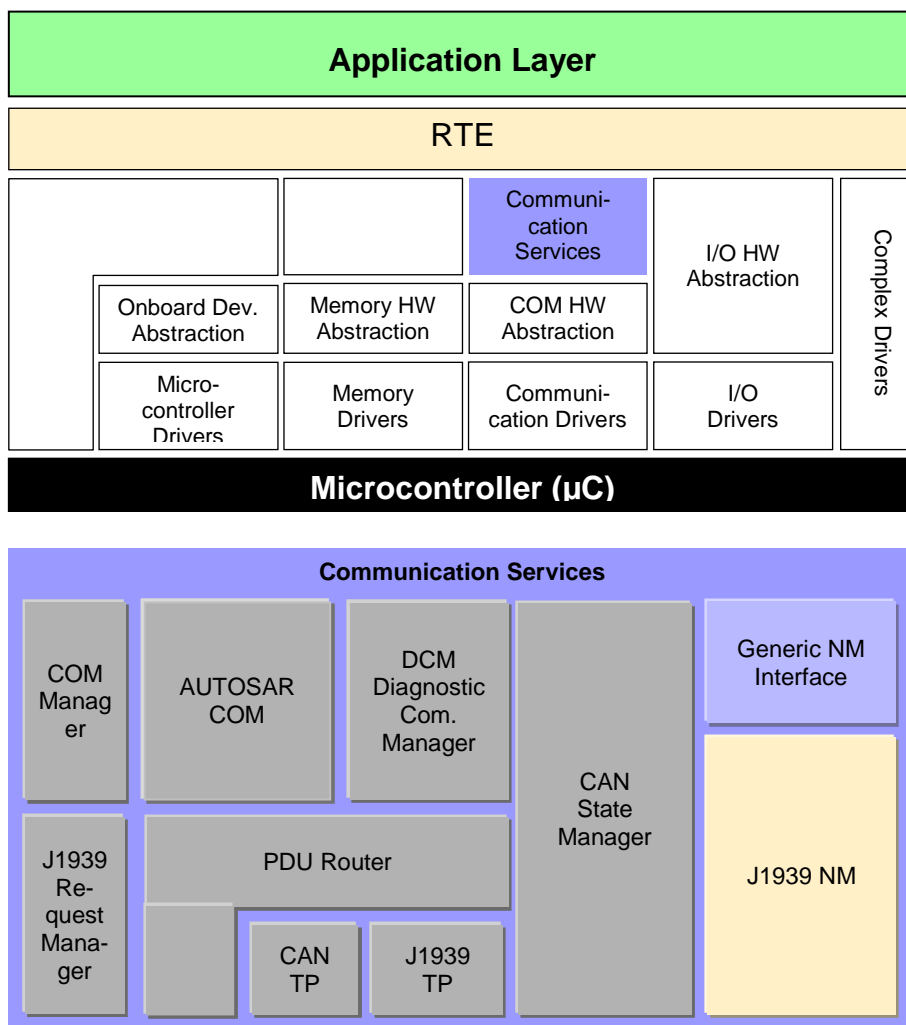 Application Layer
RTE
Communi-
cation
Services
I/O HW
Abstraction
Complex Drivers
Onboard Dev.
Abstraction
Memory HW
Abstraction
COM HW
Abstraction
Micro-
controller
Drivers
Memory
Drivers
Communi-
cation Drivers
I/O
Drivers
Microcontroller (µC)
Communication Services
COM
Manag
er
AUTOSAR
COM
DCM
Diagnostic
Com.
Manager
CAN
State
Manager
Generic NM
Interface
J1939
Re-
quest
Mana-
ger
PDU Router
CAN
TP
J1939
TP
J1939 NM